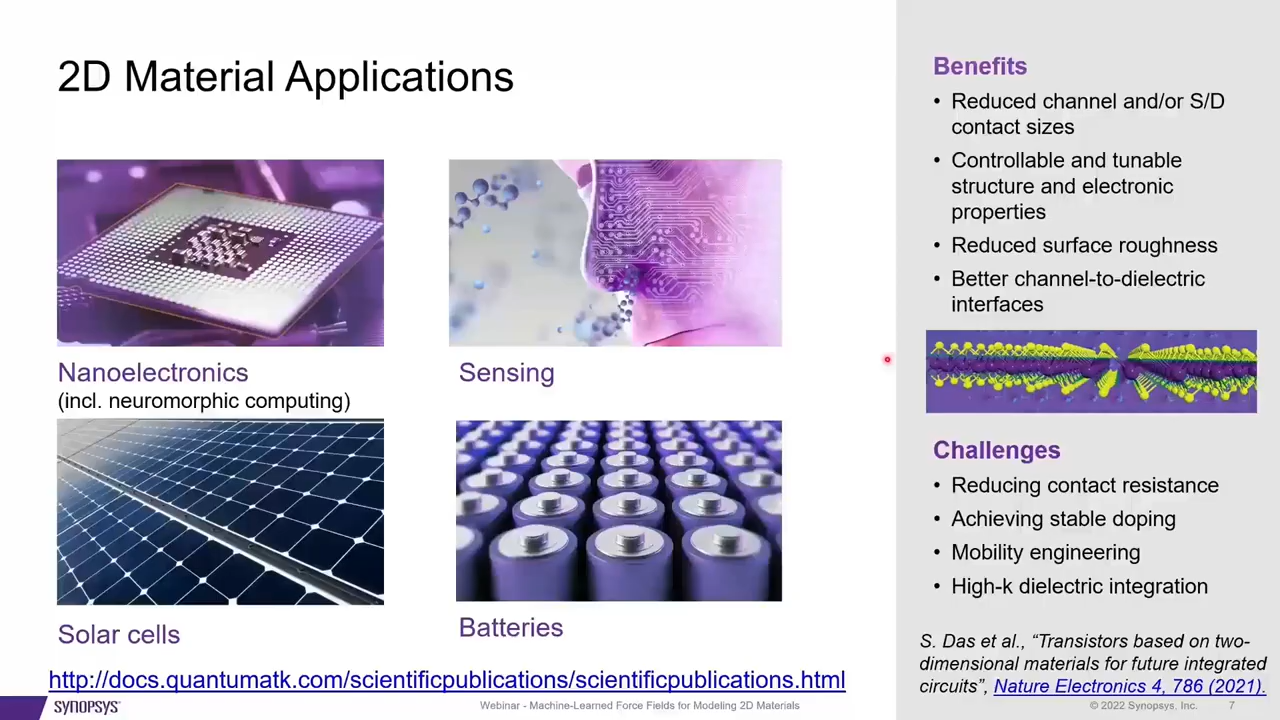 2D Material Applications
Nanoelectronics
(incl. neuromorphic computing)
Sensing
Solar cells
Batteries
http://docs.quantumatk.com/scientificpublications/scientificpublications.html
Benefits
• Reduced channel and/or S/D
contact sizes
• Controllable and tunable
structure and electronic
properties
• Reduced surface roughness
• Better channel-to-dielectric
interfaces
Challenges
• Reducing contact resistance
• Achieving stable doping
• Mobility engineering
• High-k dielectric integration
S. Das et al., “Transistors based on two-
dimensional materials for future integrated
circuits”, Nature Electronics 4, 786 (2021).
SYNOPSYS®
Webinar - Machine-Learned Force Fields for Modeling 2D Materials
© 2022 Synopsys, Inc. 7